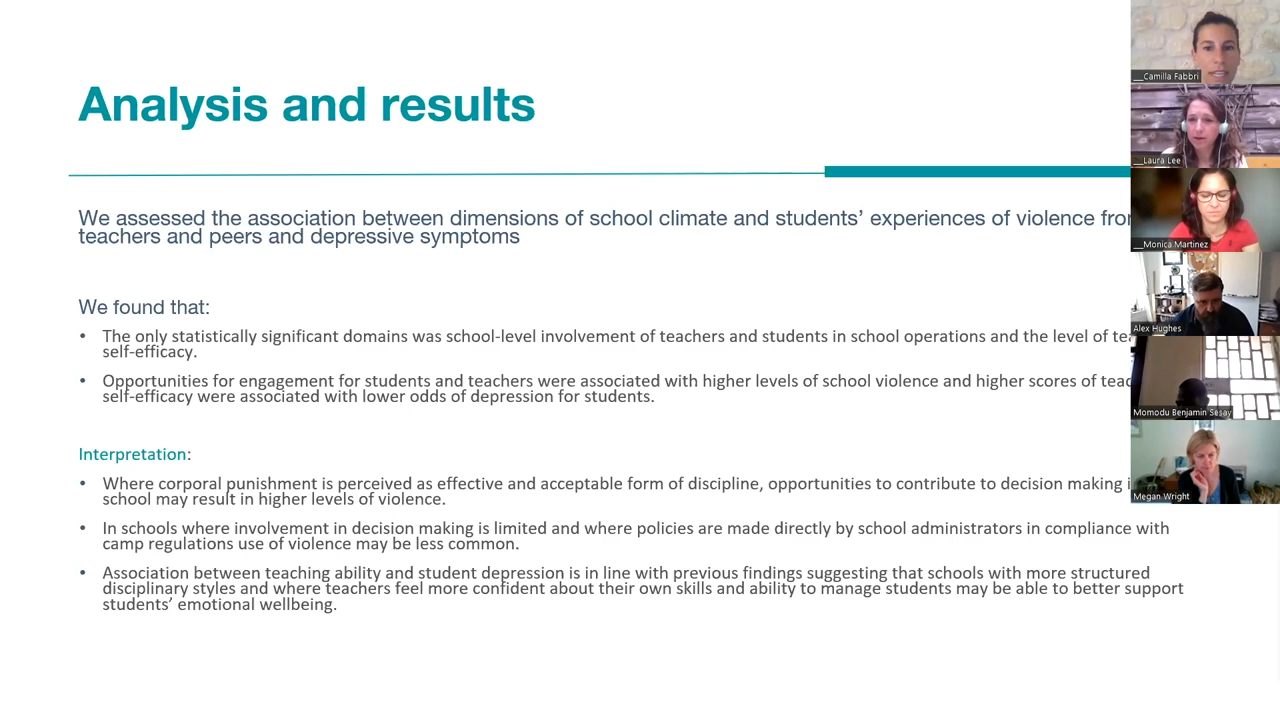 Analysis and results
We assessed the association between dimensions of school climate and students’ experiences of violence
teachers and peers and depressive symptoms
We found that:
• The only statistically significant domains was school-level involvement of teachers and students in school operations and the level of
self-efficacy.
• Opportunities for engagement for students and teachers were associated with higher levels of school violence and higher scores of
self-efficacy were associated with lower odds of depression for students.
Interpretation:
• Where corporal punishment is perceived as effective and acceptable form of discipline, opportunities to contribute to decision making
school may result in higher levels of violence.
• In schools where involvement in decision making is limited and where policies are made directly by school administrators in compliance with
camp regulations use of violence may be less common.
• Association between teaching ability and student depression is in line with previous findings suggesting that schools with more structured
disciplinary styles and where teachers feel more confident about their own skills and ability to manage students may be able to better support
students’ emotional wellbeing.
__Camilla Fabbri
__Laura Lee
__Monica Martinez
Alex Hughes
Momodu Benjamin Sesay
Megan Wright